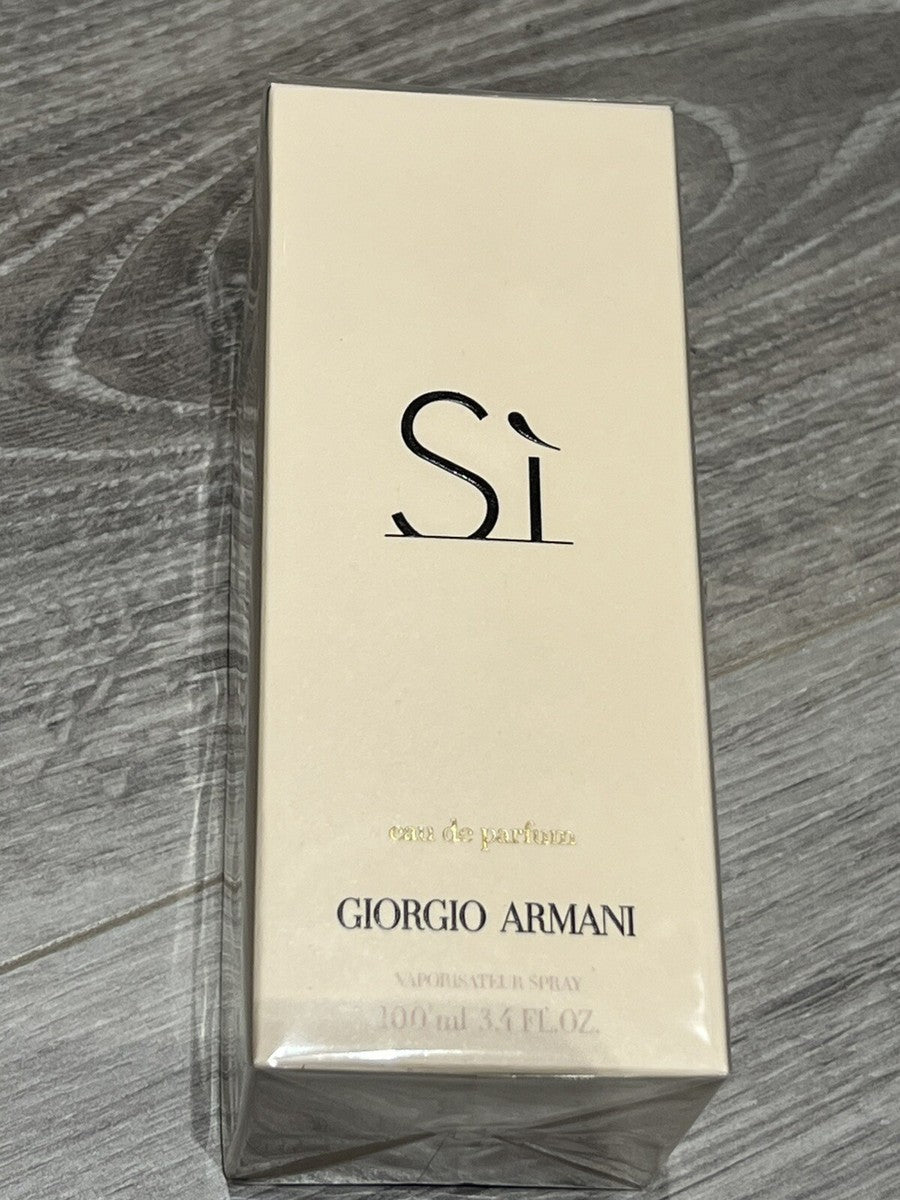 Sì
eau de parfum
GIORGIO ARMANI
VAPORISATEUR SPRAY
100 ml 3.4 FL.OZ.